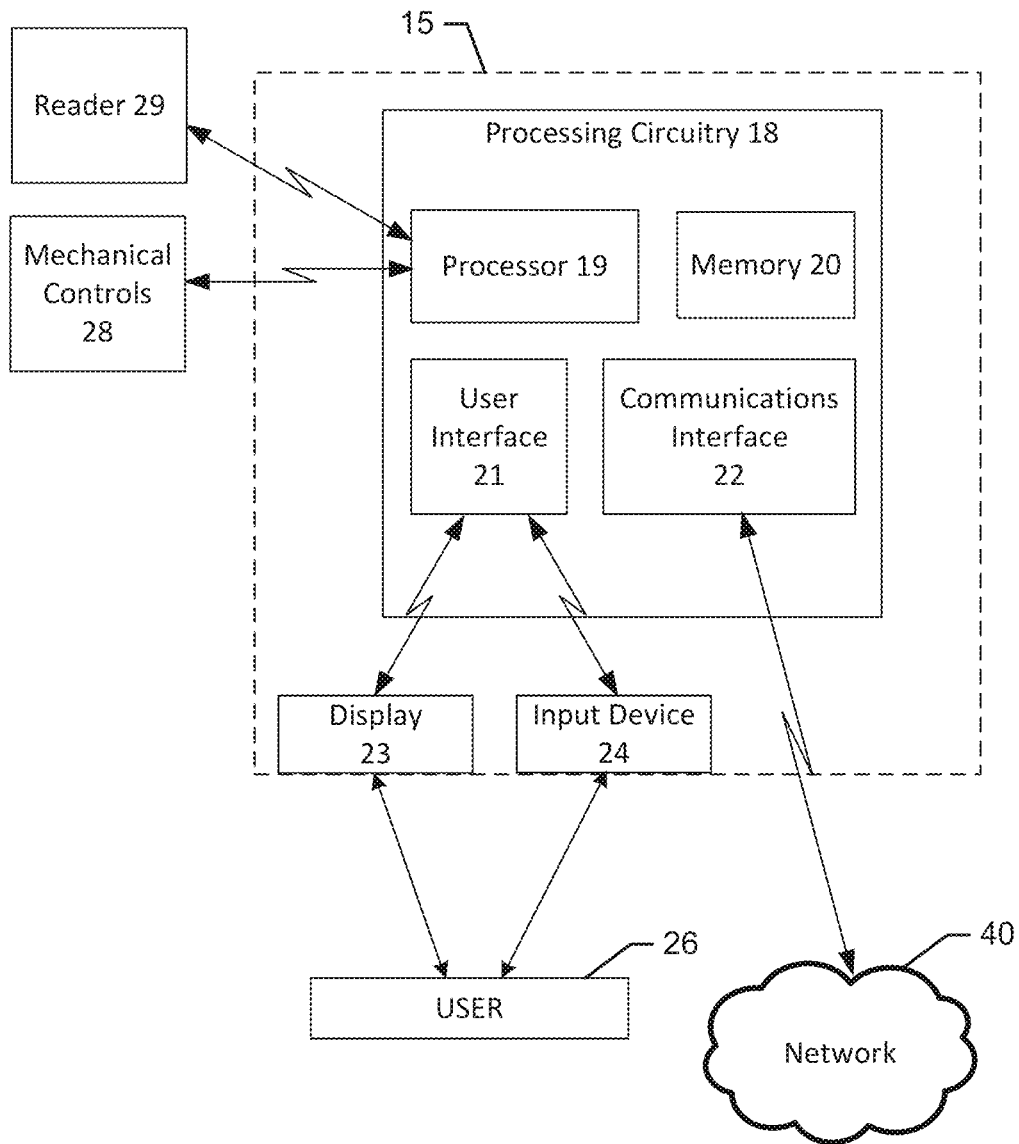 15
Reader 29
Processing Circuitry 18
Mechanical
Controls
28
Processor 19
Memory 20
User
Interface
21
Communications
Interface
22
Display
23
Input Device
24
26
USER
40
Network